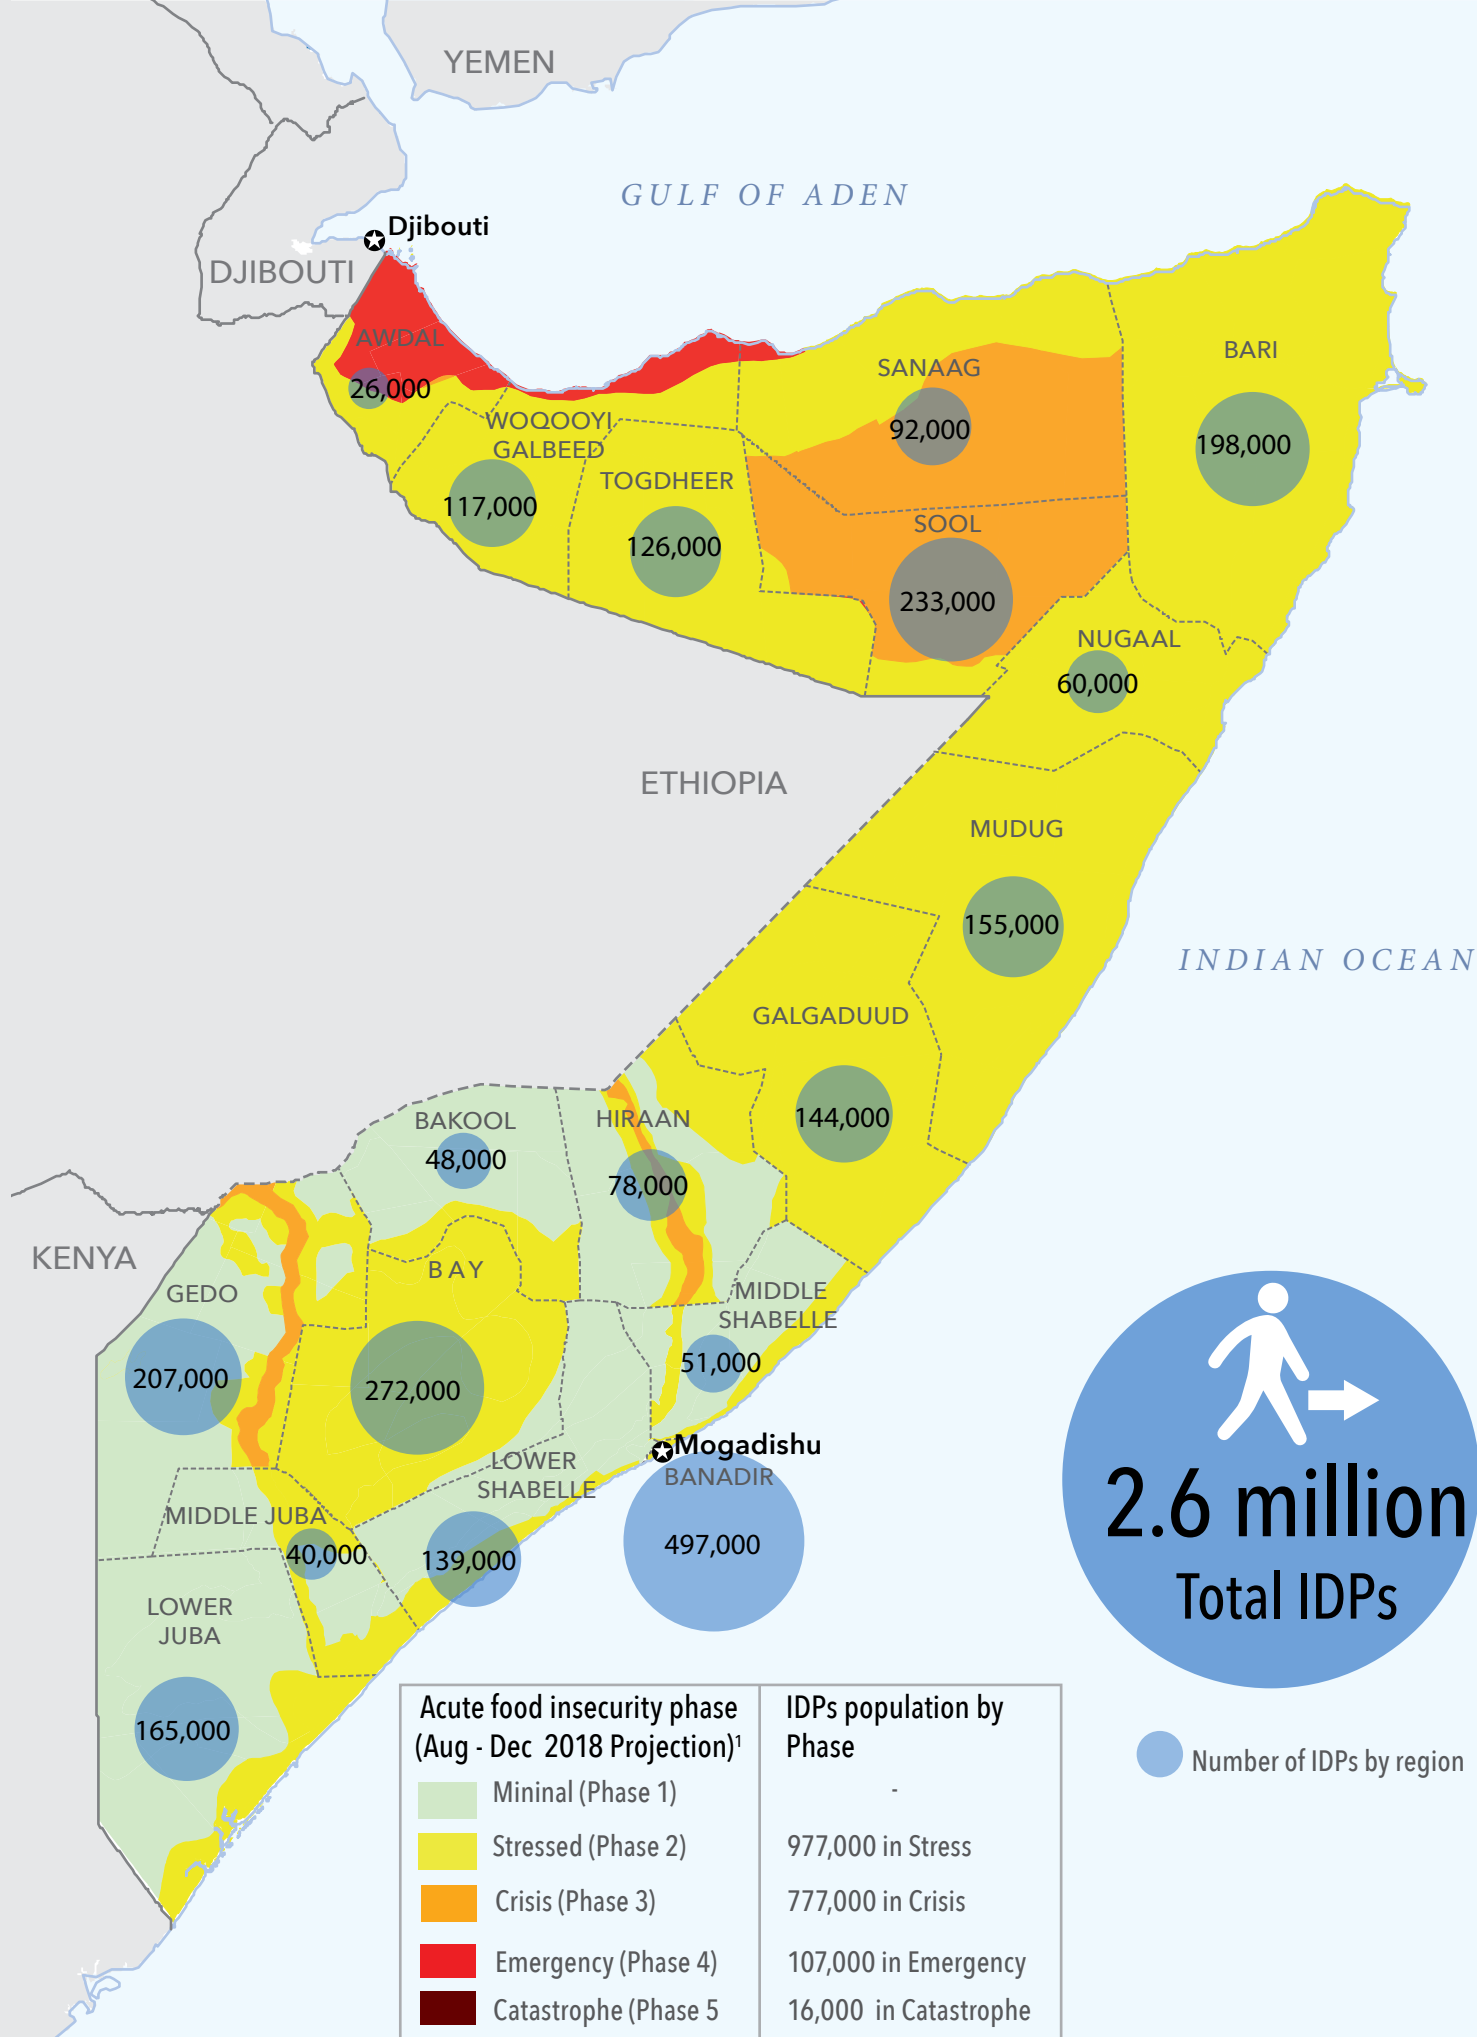 YEMEN
GULF OF ADEN
Djibouti
DJIBOUTI
AWDAL
26,000
WOQOOYI
GALBEED
117,000
TOGDHEER
126,000
SANAAG
92,000
BARI
198,000
SOOL
233,000
NUGAAL
60,000
ETHIOPIA
MUDUG
155,000
INDIAN OCEAN
GALGADUUD
144,000
BAKOOL
48,000
HIRAAN
78,000
KENYA
GEDO
207,000
BAY
272,000
MIDDLE
SHABELLE
51,000
Mogadishu
BANADIR
497,000
LOWER
SHABELLE
139,000
MIDDLE JUBA
40,000
LOWER
JUBA
165,000
2.6 million
Total IDPs
Number of IDPs by region
Acute food insecurity phase
(Aug - Dec 2018 Projection)¹
IDPs population by
Phase
Mininal (Phase 1)
-
Stressed (Phase 2)
977,000 in Stress
Crisis (Phase 3)
777,000 in Crisis
Emergency (Phase 4)
107,000 in Emergency
Catastrophe (Phase 5
16,000 in Catastrophe